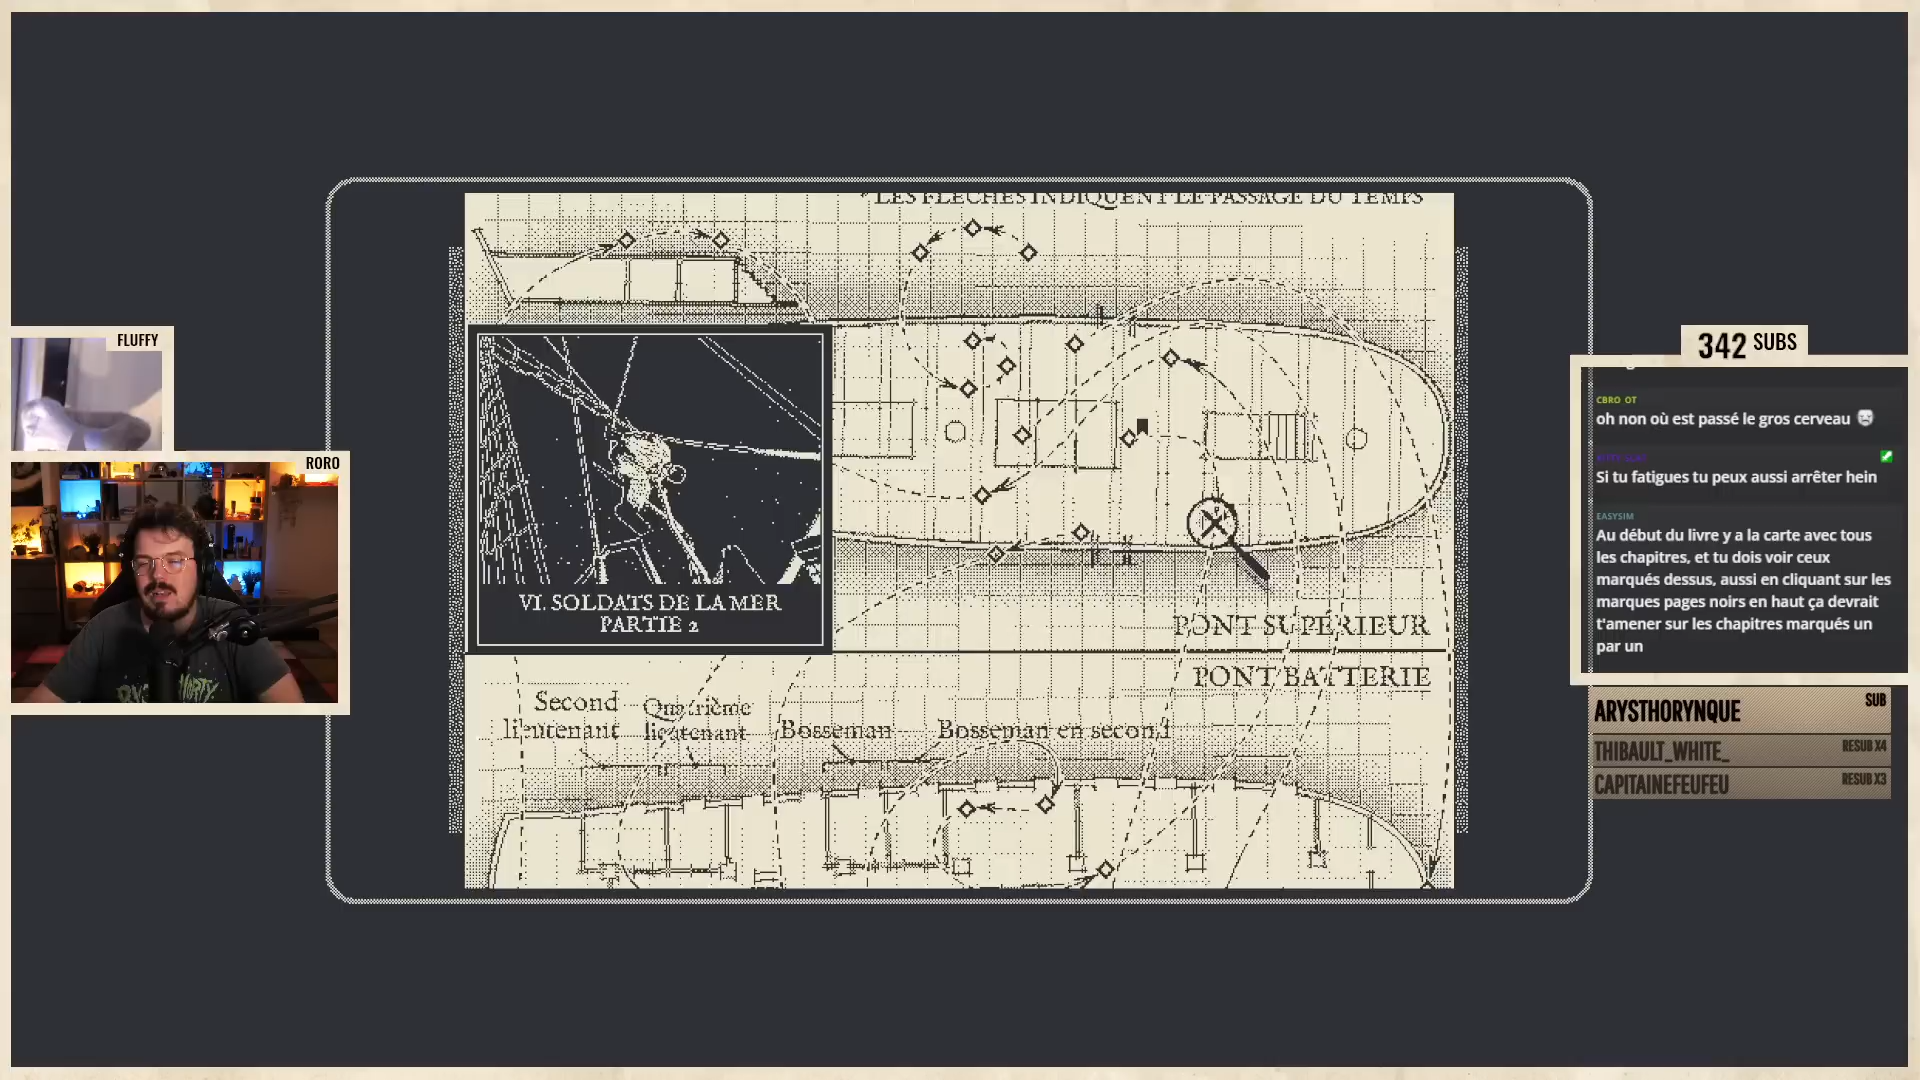 * LES FLÈCHES INDIQUENT LE PASSAGE DU TEMPS
FLUFFY
RORO
VI. SOLDATS DE LA MER
PARTIE 2
PONT SUPÉRIEUR
PONT BATTERIE
Second
lieutenant
Quatrième
lieutenant
Bosseman
Bosseman en second
342 SUBS
CBRO OT
oh non où est passé le gros cerveau
Si tu fatigues tu peux aussi arrêter hein
EASYSIM
Au début du livre y a la carte avec tous
les chapitres, et tu dois voir ceux
marqués dessus, aussi en cliquant sur les
marques pages noirs en haut ça devrait
t'amener sur les chapitres marqués un
par un
ARYSTHORYNQUE SUB
THIBAULT_WHITE_ RESUB X4
CAPITAINEFEUFEU RESUB X3